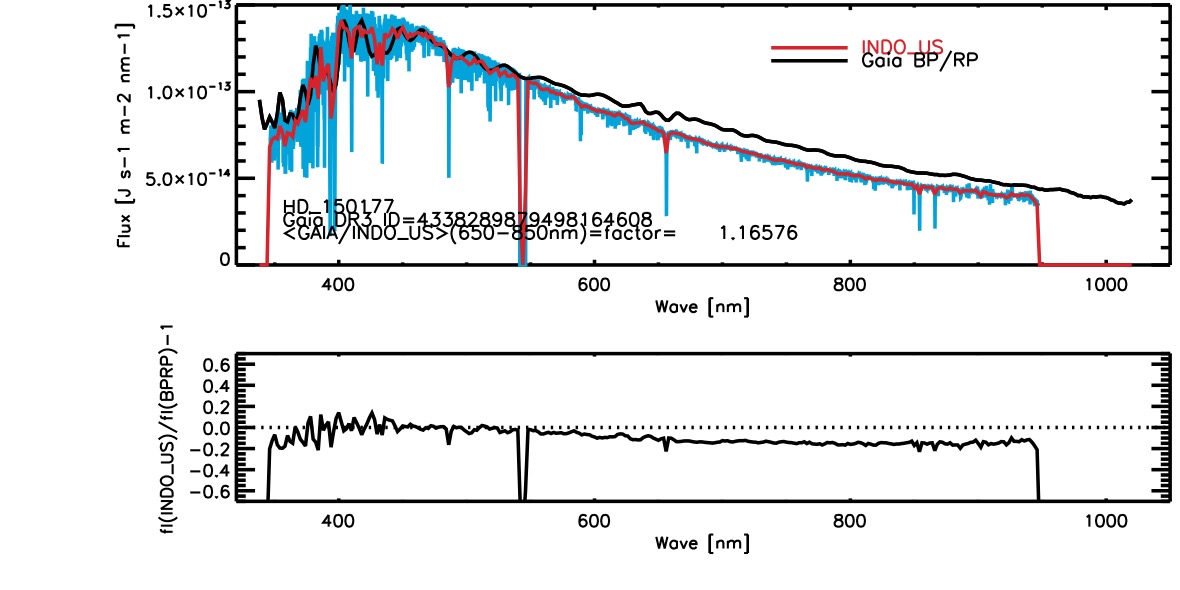 1.5×10−13
1.0×10−13
5.0×10−14
0
Flux [J s−1 m−2 nm−1]
INDO_US
Gaia BP/RP
HD_150177
Gaia DR3 ID=4338289879498164608
<GAIA/INDO_US>(650−850nm)=factor= 1.16576
400 600 800 1000
Wave [nm]
fl(INDO_US)/fl(BPRP)−1
0.6
0.4
0.2
0.0
−0.2
−0.4
−0.6
400 600 800 1000
Wave [nm]